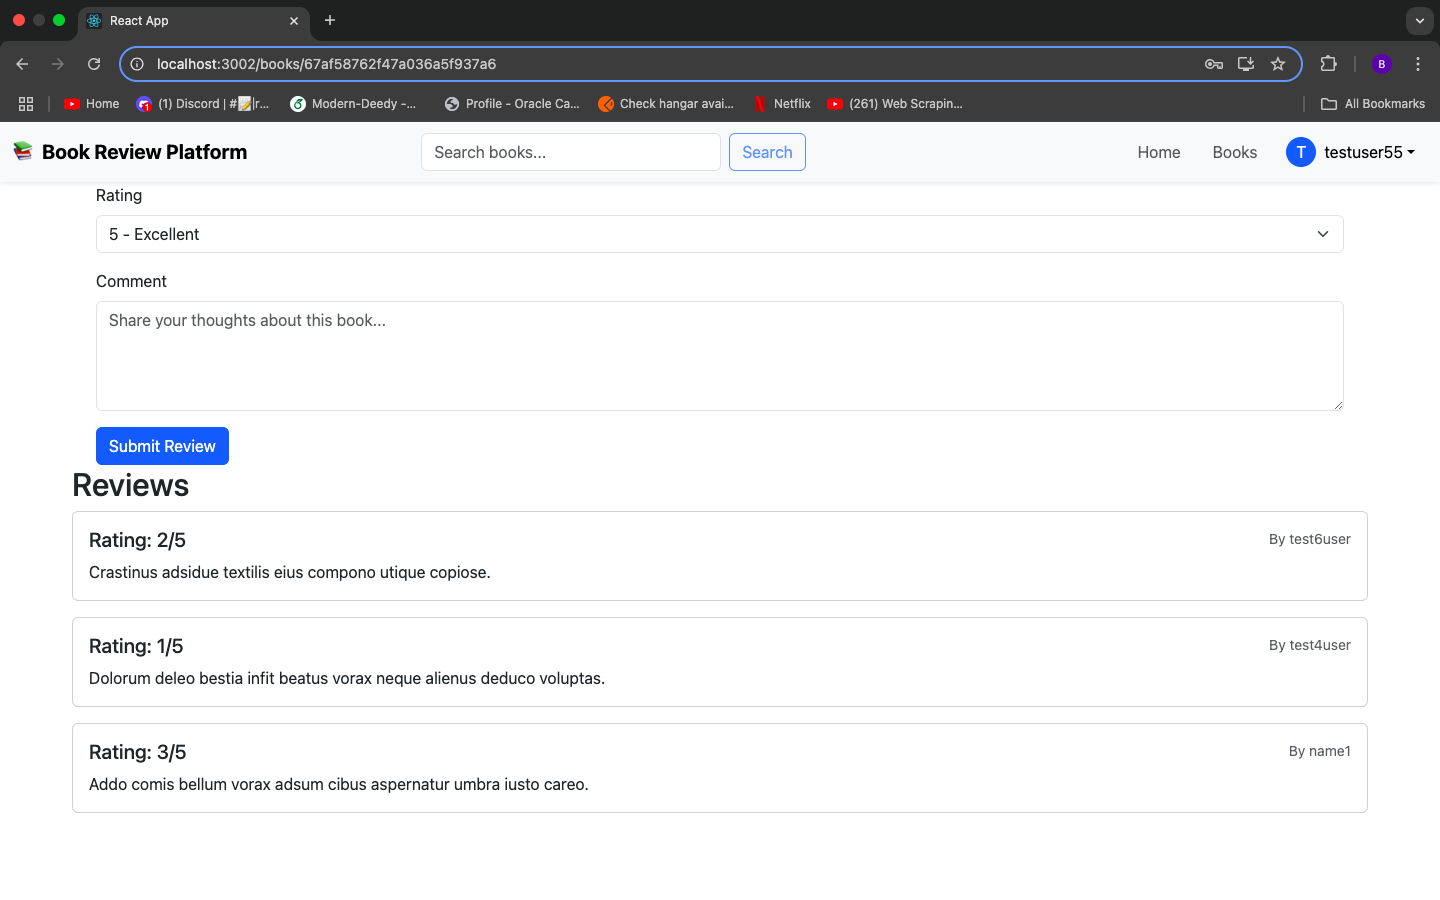 React App
localhost:3002/books/67af58762f47a036a5f937a6
B
Home
(1) Discord | #📝|r...
Modern-Deedy -...
Profile - Oracle Ca...
Check hangar avai...
Netflix
(261) Web Scrapin...
All Bookmarks
Book Review Platform
Search books...
Search
Home
Books
T
testuser55
Rating
5 - Excellent
Comment
Share your thoughts about this book...
Submit Review
Reviews
Rating: 2/5
By test6user
Crastinus adsidue textilis eius compono utique copiose.
Rating: 1/5
By test4user
Dolorum deleo bestia infit beatus vorax neque alienus deduco voluptas.
Rating: 3/5
By name1
Addo comis bellum vorax adsum cibus aspernatur umbra iusto careo.